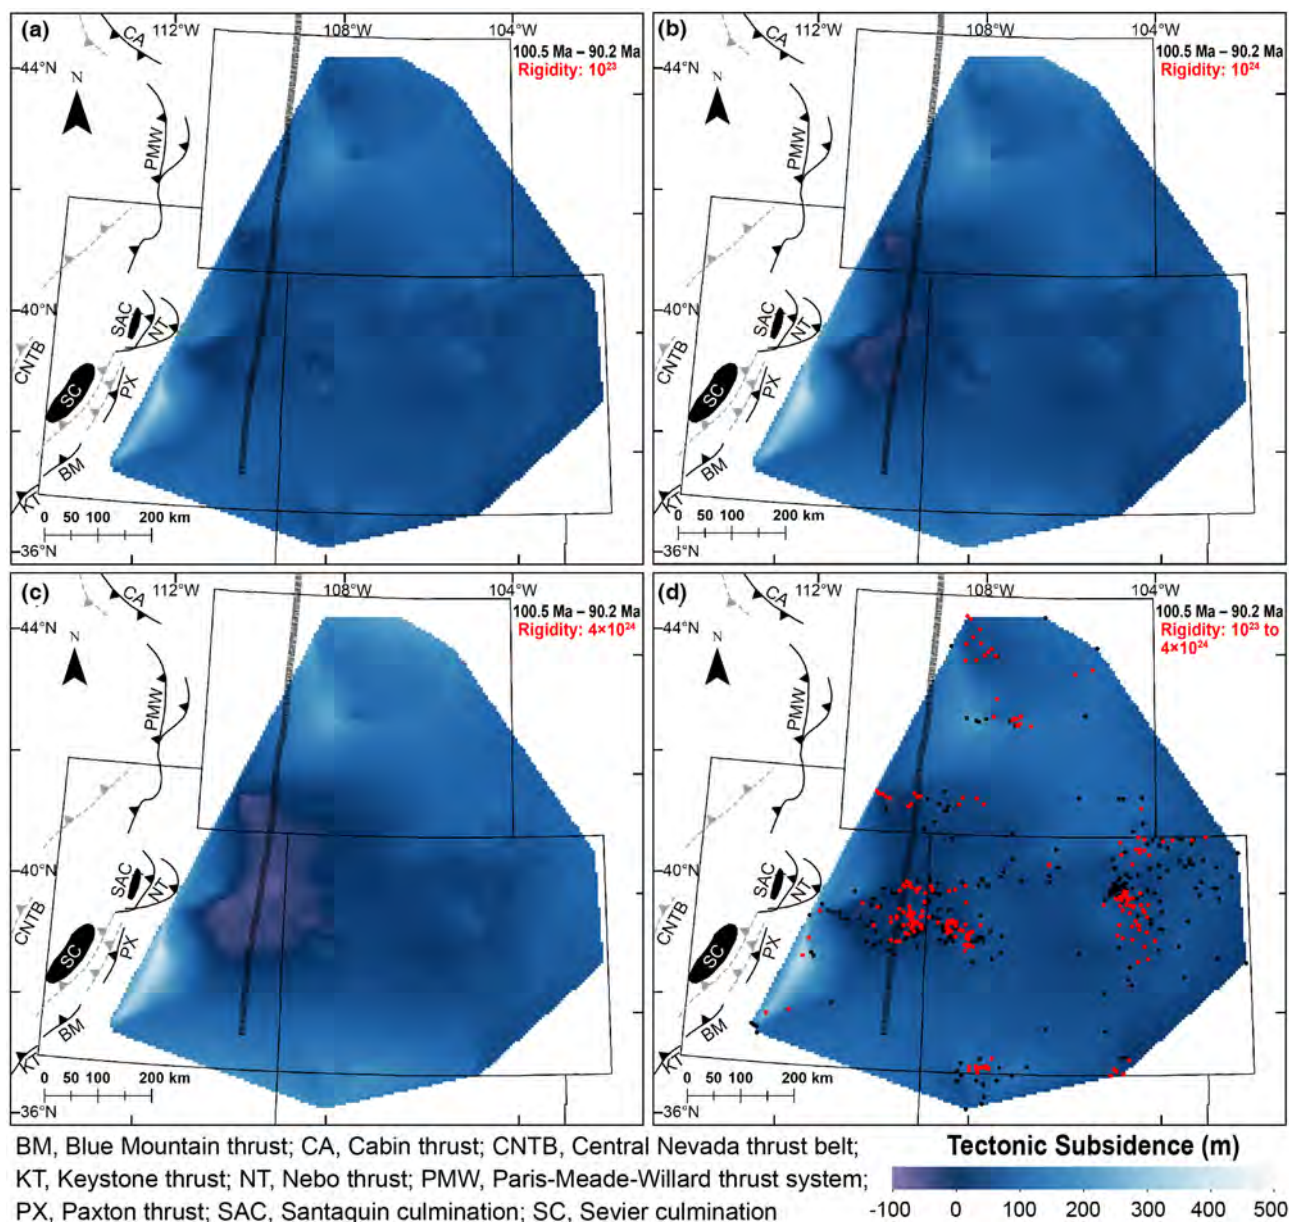 (a)
112°W
108°W
104°W
100.5 Ma – 90.2 Ma
Rigidity: 10²³
CA
44°N
N
PMW
40°N
SAC
NT
CNTB
SC
PX
BM
KT
0 50 100 200 km
36°N
(b)
112°W
108°W
104°W
100.5 Ma – 90.2 Ma
Rigidity: 10²⁴
CA
44°N
N
PMW
40°N
SAC
NT
CNTB
SC
PX
BM
KT
0 50 100 200 km
36°N
(c)
112°W
108°W
104°W
100.5 Ma – 90.2 Ma
Rigidity: 4×10²⁴
CA
44°N
N
PMW
40°N
SAC
NT
CNTB
SC
PX
BM
KT
0 50 100 200 km
36°N
(d)
112°W
108°W
104°W
100.5 Ma – 90.2 Ma
Rigidity: 10²³ to
4×10²⁴
CA
44°N
N
PMW
40°N
SAC
NT
CNTB
SC
PX
BM
KT
0 50 100 200 km
36°N
BM, Blue Mountain thrust; CA, Cabin thrust; CNTB, Central Nevada thrust belt;
KT, Keystone thrust; NT, Nebo thrust; PMW, Paris-Meade-Willard thrust system;
PX, Paxton thrust; SAC, Santaquin culmination; SC, Sevier culmination
Tectonic Subsidence (m)
-100 0 100 200 300 400 500